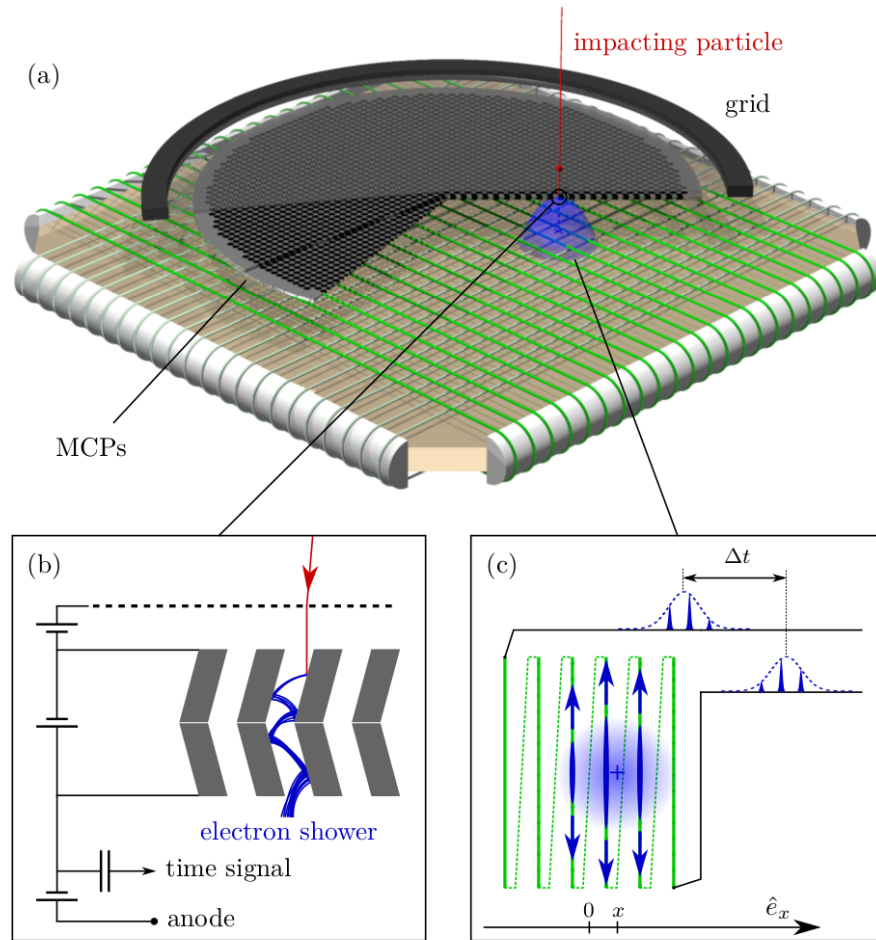 impacting particle
(a)
grid
MCPs
(b)
electron shower
time signal
anode
(c)
Δt
0 x
ê_x